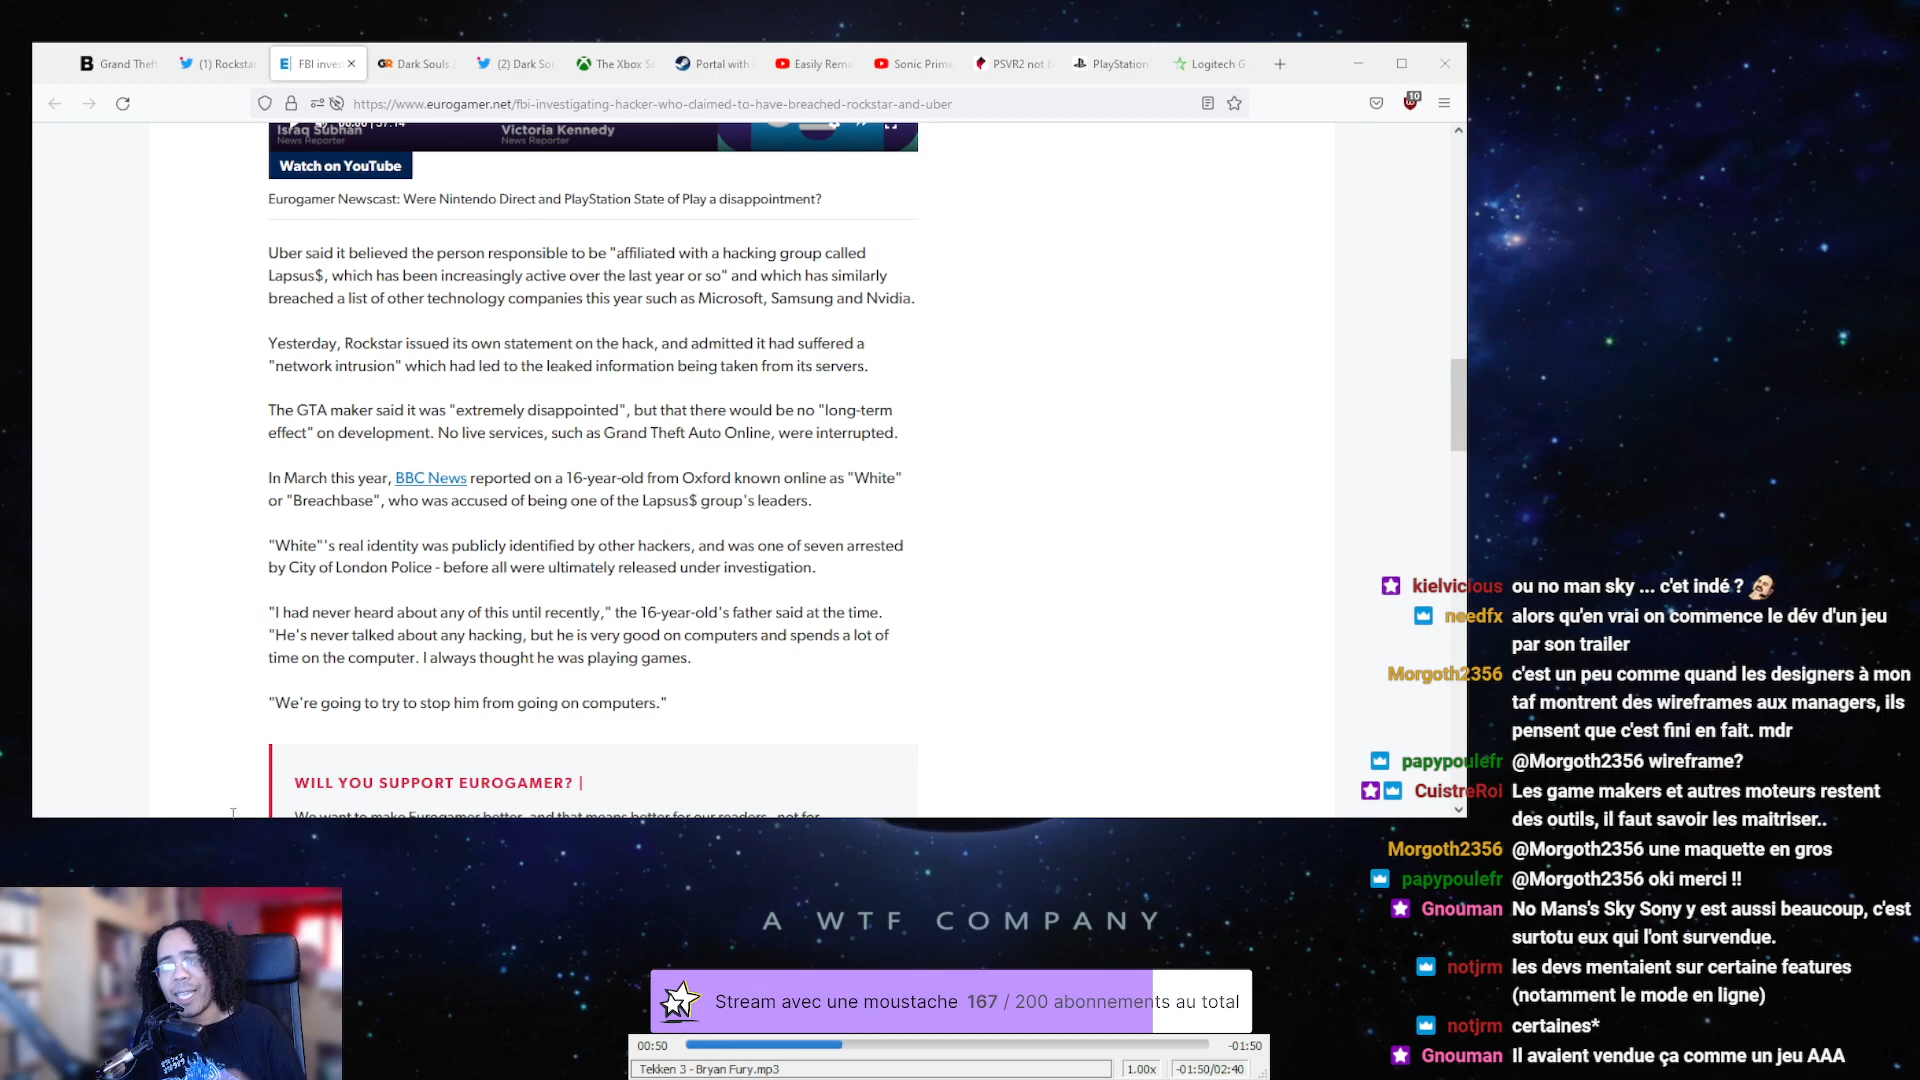 Grand Theft
(1) Rocksta
FBI inves
Dark Souls
(2) Dark Sou
The Xbox S
Portal with
Easily Rema
Sonic Prime
PSVR2 not b
PlayStation
Logitech G
https://www.eurogamer.net/fbi-investigating-hacker-who-claimed-to-have-breached-rockstar-and-uber
10
Israq Subhan
News Reporter
Victoria Kennedy
News Reporter
Watch on YouTube
Eurogamer Newscast: Were Nintendo Direct and PlayStation State of Play a disappointment?
Uber said it believed the person responsible to be "affiliated with a hacking group called
Lapsus$, which has been increasingly active over the last year or so" and which has similarly
breached a list of other technology companies this year such as Microsoft, Samsung and Nvidia.
Yesterday, Rockstar issued its own statement on the hack, and admitted it had suffered a
"network intrusion" which had led to the leaked information being taken from its servers.
The GTA maker said it was "extremely disappointed", but that there would be no "long-term
effect" on development. No live services, such as Grand Theft Auto Online, were interrupted.
In March this year, BBC News reported on a 16-year-old from Oxford known online as "White"
or "Breachbase", who was accused of being one of the Lapsus$ group's leaders.
"White"'s real identity was publicly identified by other hackers, and was one of seven arrested
by City of London Police - before all were ultimately released under investigation.
"I had never heard about any of this until recently," the 16-year-old's father said at the time.
"He's never talked about any hacking, but he is very good on computers and spends a lot of
time on the computer. I always thought he was playing games.
"We're going to try to stop him from going on computers."
WILL YOU SUPPORT EUROGAMER? |
We want to make Eurogamer better, and that means better for our readers - not for
kielvicious ou no man sky ... c'et indé ?
needfx alors qu'en vrai on commence le dév d'un jeu
par son trailer
Morgoth2356 c'est un peu comme quand les designers à mon
taf montrent des wireframes aux managers, ils
pensent que c'est fini en fait. mdr
papypoulefr @Morgoth2356 wireframe?
CuistreRoi Les game makers et autres moteurs restent
des outils, il faut savoir les maitriser..
Morgoth2356 @Morgoth2356 une maquette en gros
papypoulefr @Morgoth2356 oki merci !!
Gnouman No Mans's Sky Sony y est aussi beaucoup, c'est
surtotu eux qui l'ont survendue.
notjrm les devs mentaient sur certaine features
(notamment le mode en ligne)
notjrm certaines*
Gnouman Il avaient vendue ça comme un jeu AAA
A WTF COMPANY
Stream avec une moustache 167 / 200 abonnements au total
00:50
-01:50
Tekken 3 - Bryan Fury.mp3
1.00x
-01:50/02:40